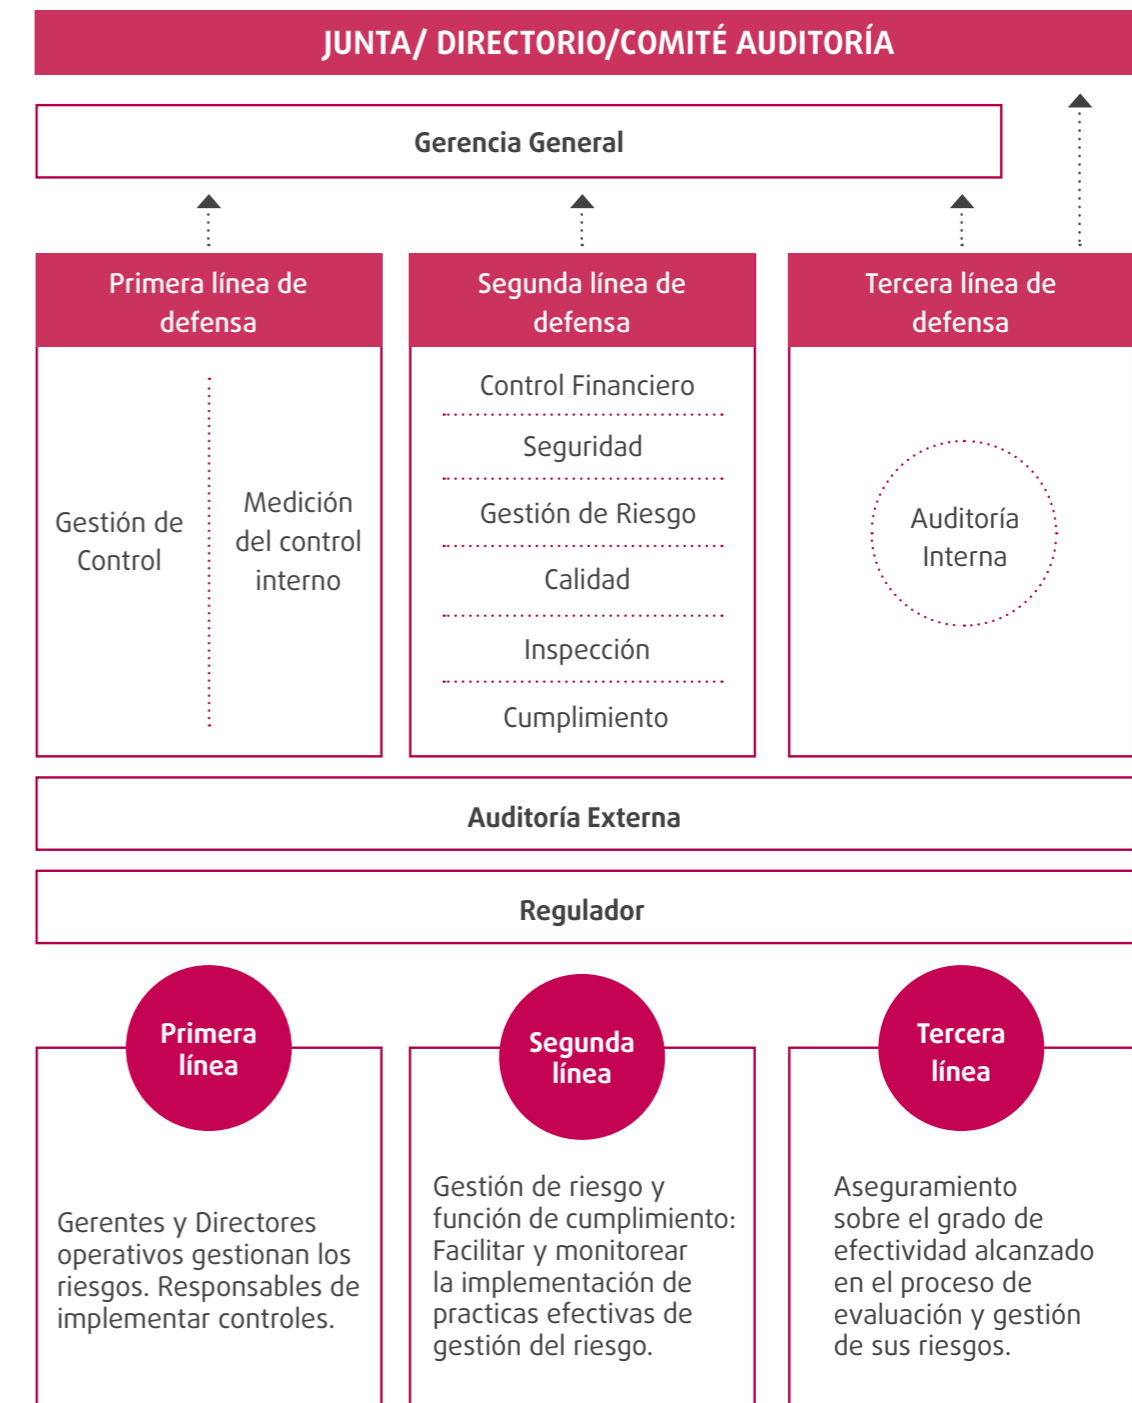 JUNTA/ DIRECTORIO/COMITÉ AUDITORÍA
Gerencia General
Primera línea de
defensa
Gestión de
Control
Medición
del control
interno
Segunda línea de
defensa
Control Financiero
Seguridad
Gestión de Riesgo
Calidad
Inspección
Cumplimiento
Tercera línea de
defensa
Auditoría
Interna
Auditoría Externa
Regulador
Primera
línea
Gerentes y Directores
operativos gestionan los
riesgos. Responsables de
implementar controles.
Segunda
línea
Gestión de riesgo y
función de cumplimiento:
Facilitar y monitorear
la implementación de
practicas efectivas de
gestión del riesgo.
Tercera
línea
Aseguramiento
sobre el grado de
efectividad alcanzado
en el proceso de
evaluación y gestión
de sus riesgos.